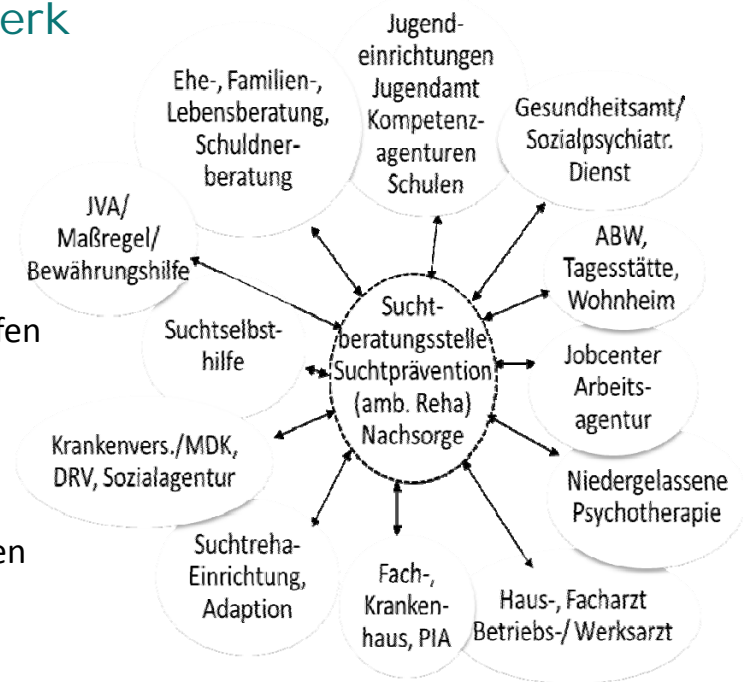 erk
Jugend-
einrichtungen
Jugendamt
Kompetenz-
agenturen
Schulen
Ehe-, Familien-,
Lebensberatung,
Schuldner-
beratung
Gesundheitsamt/
Sozialpsychiatr.
Dienst
JVA/
Maßregel/
Bewährungshilfe
ABW,
Tagesstätte,
Wohnheim
fen
Suchtselbst-
hilfe
Sucht-
beratungsstelle
Suchtprävention
(amb. Reha)
Nachsorge
Jobcenter
Arbeits-
agentur
Krankenvers./MDK,
DRV, Sozialagentur
Niedergelassene
Psychotherapie
en
Suchtreha-
Einrichtung,
Adaption
Fach-,
Kranken-
haus, PIA
Haus-, Facharzt
Betriebs-/ Werksarzt